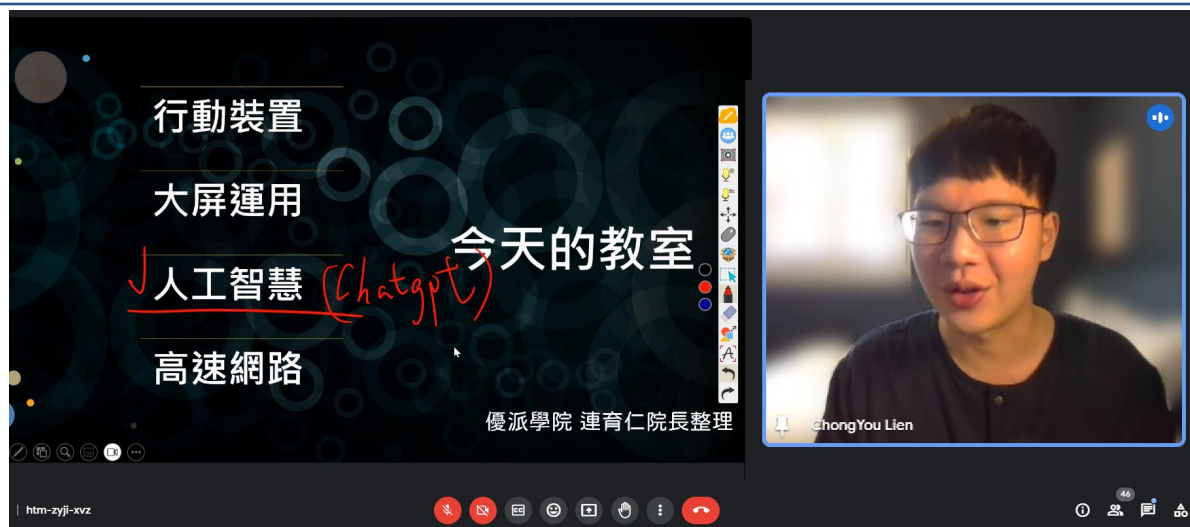 行動裝置
大屏運用
今天的教室
人工智慧 (Chatgpt)
高速網路
優派學院 連育仁院長整理
ChongYou Lien
htm-zyji-xvz
CC
46